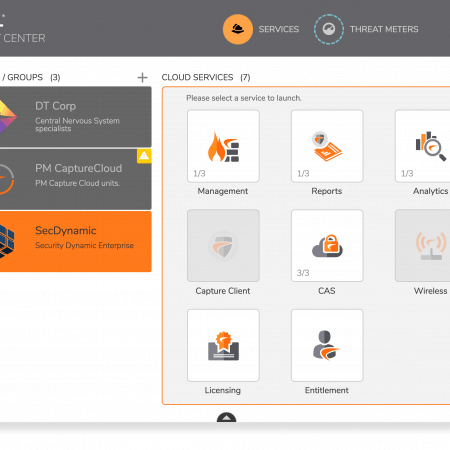 CENTER
SERVICES
THREAT METERS
/ GROUPS (3)
+
CLOUD SERVICES (7)
DT Corp
Central Nervous System
specialists
PM CaptureCloud
PM Capture Cloud units.
SecDynamic
Security Dynamic Enterprise
Please select a service to launch.
1/3
Management
1/3
Reports
1/3
Analytics
Capture Client
3/3
CAS
Wireless
Licensing
Entitlement